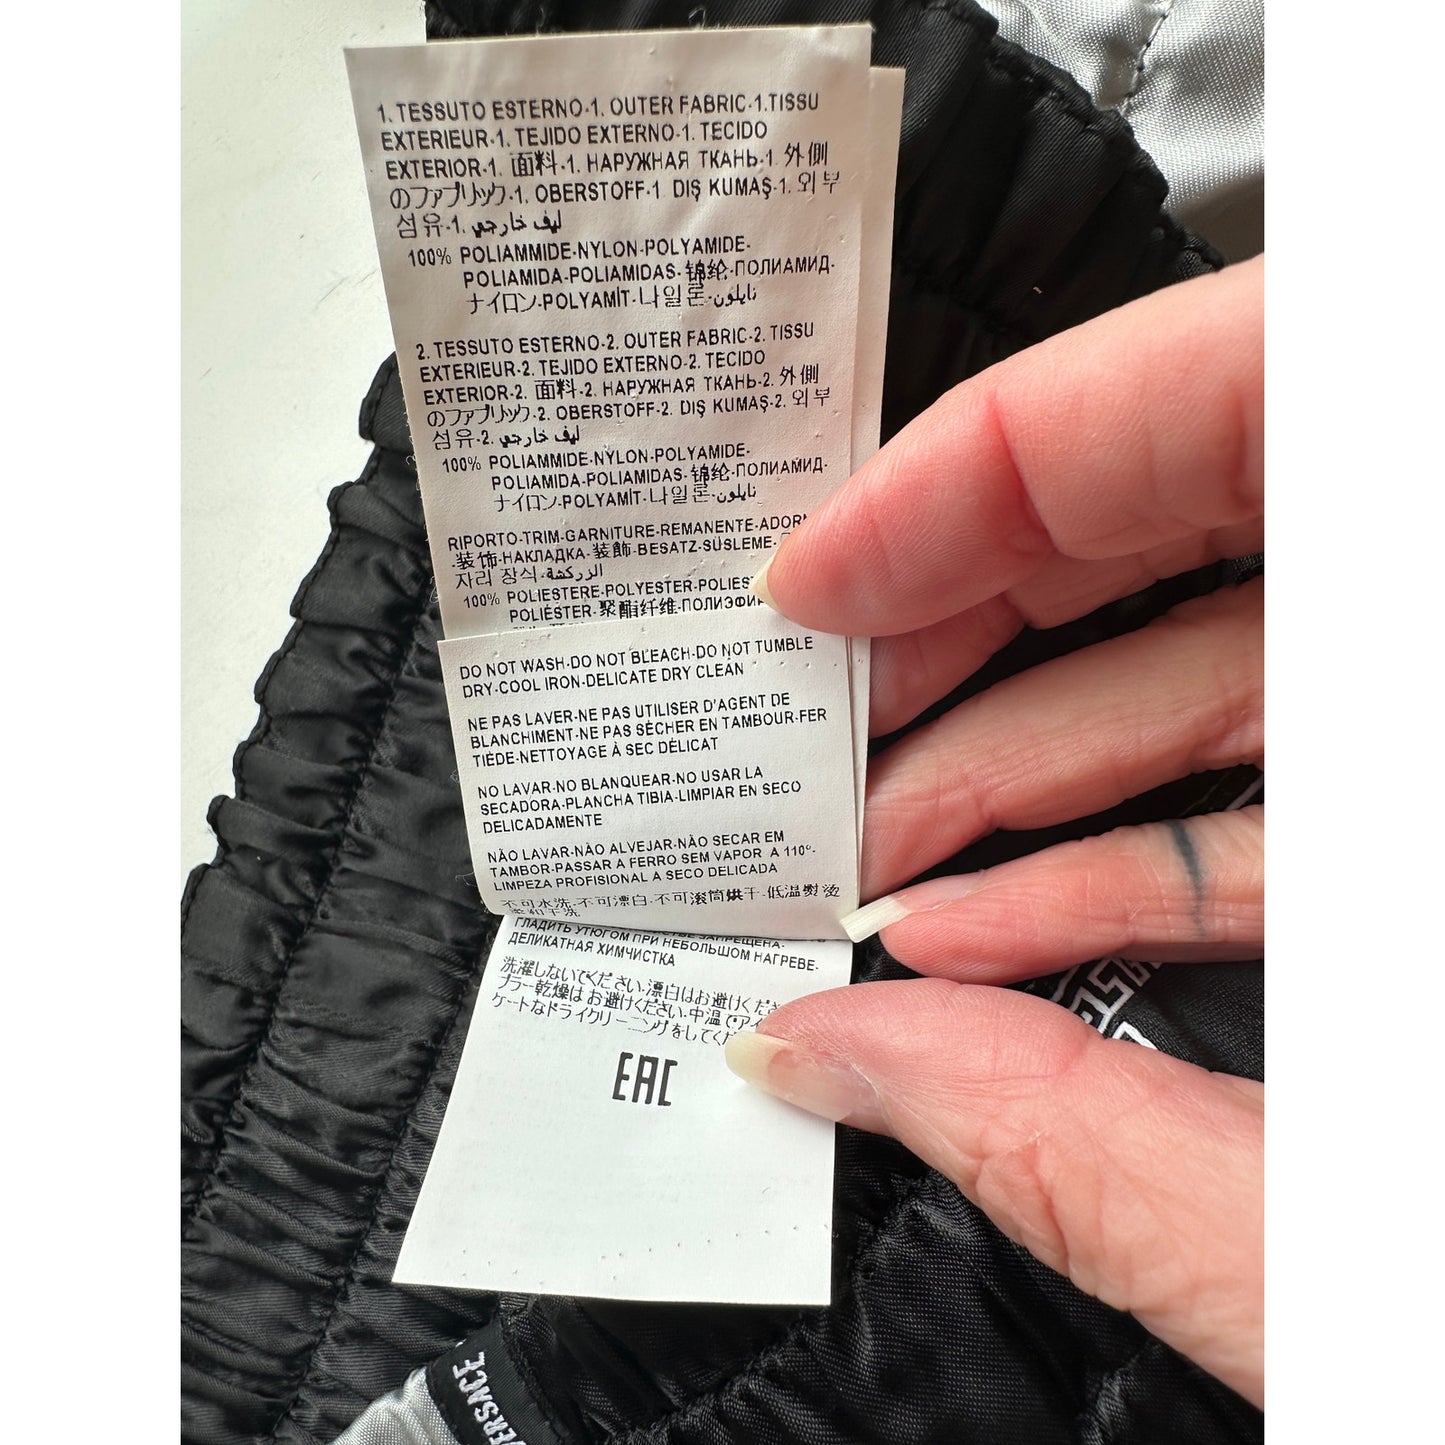 1. TESSUTO ESTERNO-1. OUTER FABRIC-1.TISSU
EXTERIEUR-1. TEJIDO EXTERNO-1. TECIDO
EXTERIOR-1. 面料-1. НАРУЖНАЯ ТКАНЬ-1. 外側
のファブリック-1. OBERSTOFF-1. DIŞ KUMAŞ-1. 외부
섬유-1. ليف خارجي
100% POLIAMMIDE-NYLON-POLYAMIDE-
POLIAMIDA-POLIAMIDAS-锦纶-ПОЛИАМИД-
ナイロン-POLYAMİT-나일론-نايلون
2. TESSUTO ESTERNO-2. OUTER FABRIC-2. TISSU
EXTERIEUR-2. TEJIDO EXTERNO-2. TECIDO
EXTERIOR-2. 面料-2. НАРУЖНАЯ ТКАНЬ-2. 外側
のファブリック-2. OBERSTOFF-2. DIŞ KUMAŞ-2. 외부
섬유-2. ليف خارجي
100% POLIAMMIDE-NYLON-POLYAMIDE-
POLIAMIDA-POLIAMIDAS-锦纶-ПОЛИАМИД-
ナイロン-POLYAMİT-나일론-نايلون
RIPORTO-TRIM-GARNITURE-REMANENTE-ADOR
-装饰-НАКЛАДКА-装飾-BESATZ-SÜSLEME-
자리 장식-الزركشة
100% POLIESTERE-POLYESTER-POLIES
POLIÉSTER-聚酯纤维-ПОЛИЭФИР
DO NOT WASH-DO NOT BLEACH-DO NOT TUMBLE
DRY-COOL IRON-DELICATE DRY CLEAN
NE PAS LAVER-NE PAS UTILISER D'AGENT DE
BLANCHIMENT-NE PAS SÉCHER EN TAMBOUR-FER
TIÈDE-NETTOYAGE À SEC DÉLICAT
NO LAVAR-NO BLANQUEAR-NO USAR LA
SECADORA-PLANCHA TIBIA-LIMPIAR EN SECO
DELICADAMENTE
NÃO LAVAR-NÃO ALVEJAR-NÃO SECAR EM
TAMBOR-PASSAR A FERRO SEM VAPOR A 110°-
LIMPEZA PROFISIONAL A SECO DELICADA
不可水洗-不可漂白-不可滚筒烘干-低温熨烫
柔和干洗
ГЛАДИТЬ УТЮГОМ ПРИ НЕБОЛЬШОМ НАГРЕВЕ-
ДЕЛИКАТНАЯ ХИМЧИСТКА
洗濯しないでください-漂白はお避けくださ
ブラー乾燥は お避けください-中温でアイ
ケートなドライクリーニングをしてくだ
EAC
VERSACE